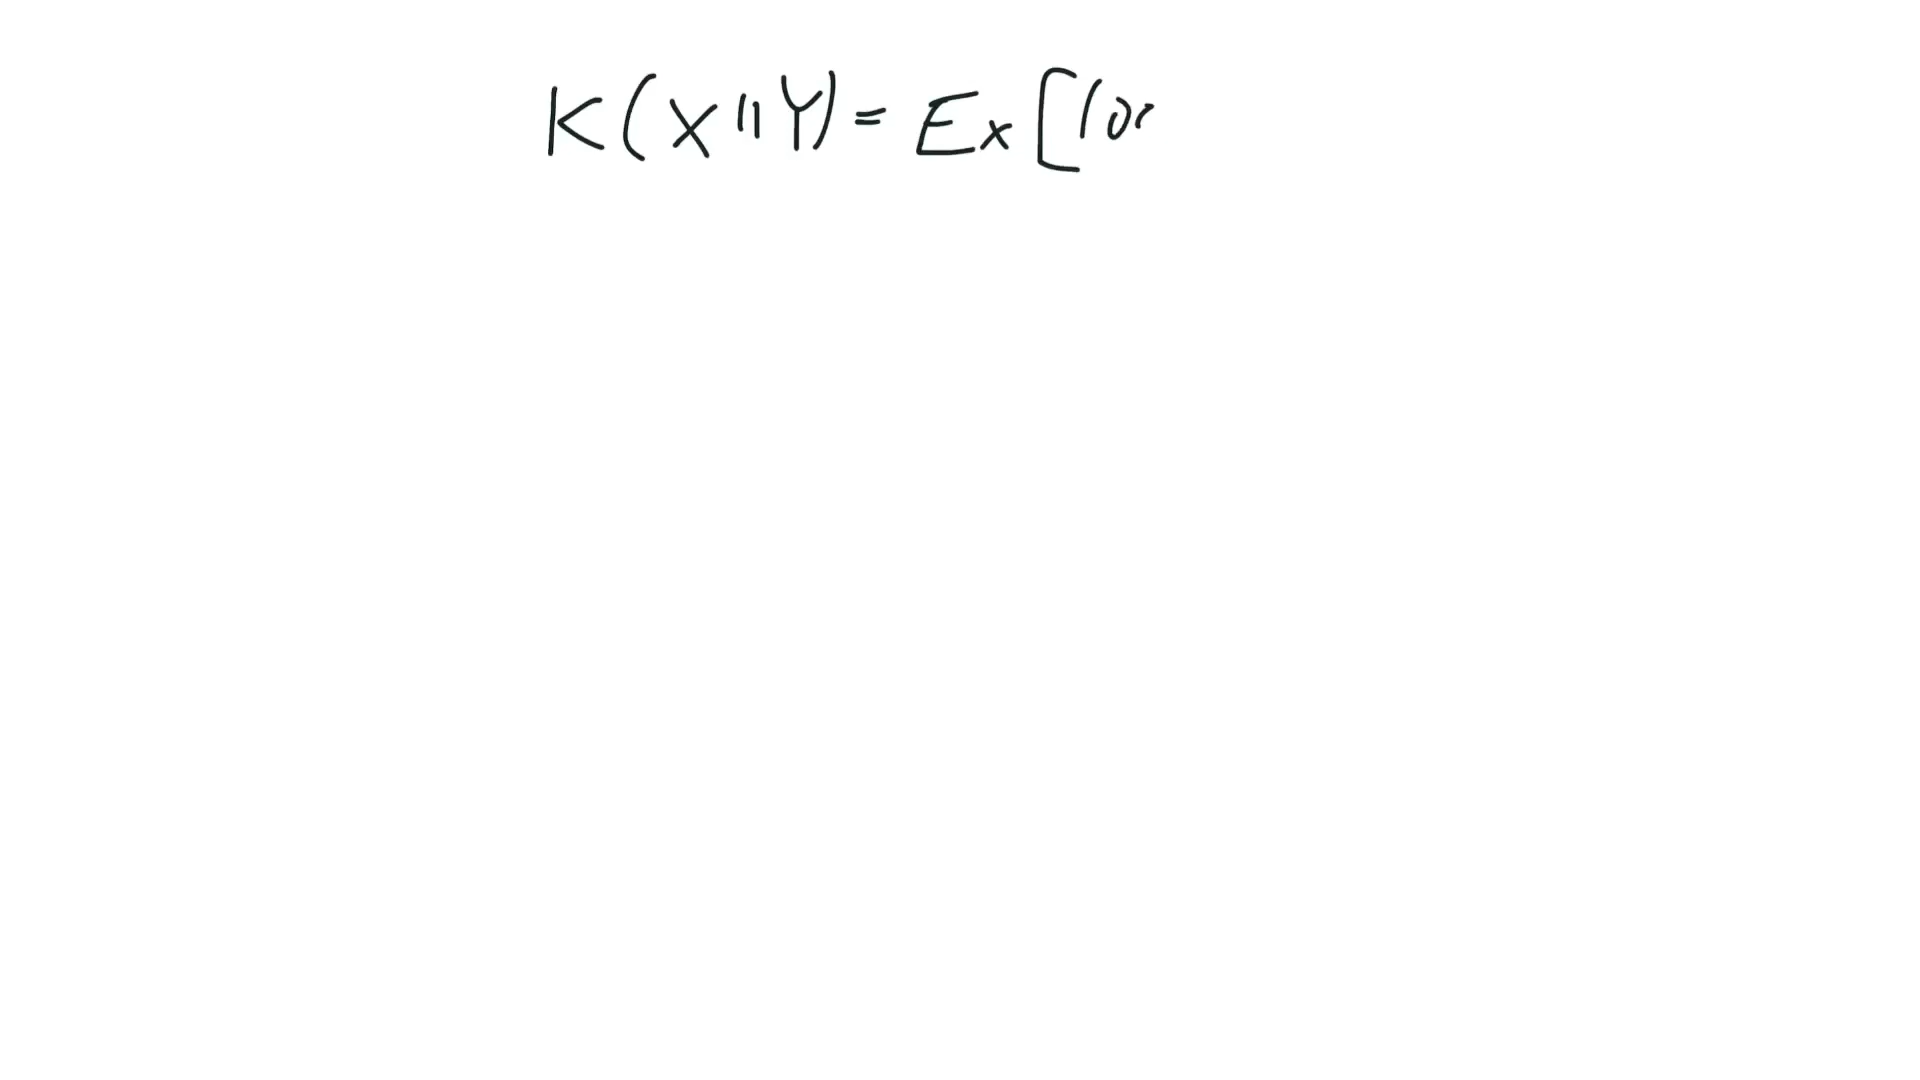 K(X||Y) = Ex [lo